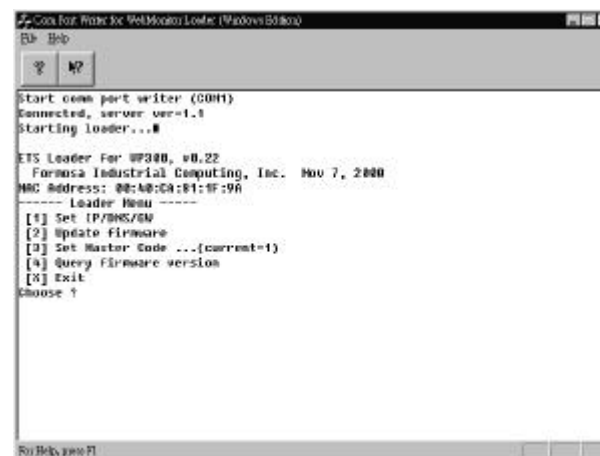 Com Port Writer for WebMonitor Loader (Windows Edition)
File Help
Start comm port writer (COM1)
Connected, server ver=1.1
Starting loader...
ETS Loader For WP300, v0.22
Formosa Industrial Computing, Inc. Nov 7, 2000
MAC Address: 00:40:CA:81:1F:9A
------ Loader Menu -----
[1] Set IP/DNS/GW
[2] Update firmware
[3] Set Master Code ...(current=1)
[4] Query firmware version
[X] Exit
Choose ?
For Help, press F1